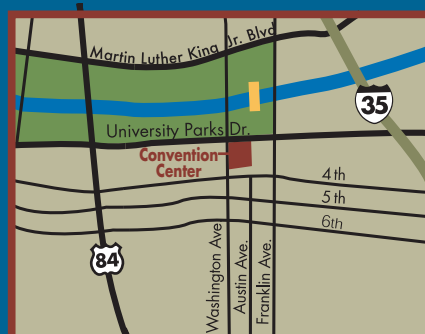 Martin Luther King Jr. Blvd
35
University Parks Dr.
Convention
Center
4th
5th
6th
84
Washington Ave
Austin Ave.
Franklin Ave.